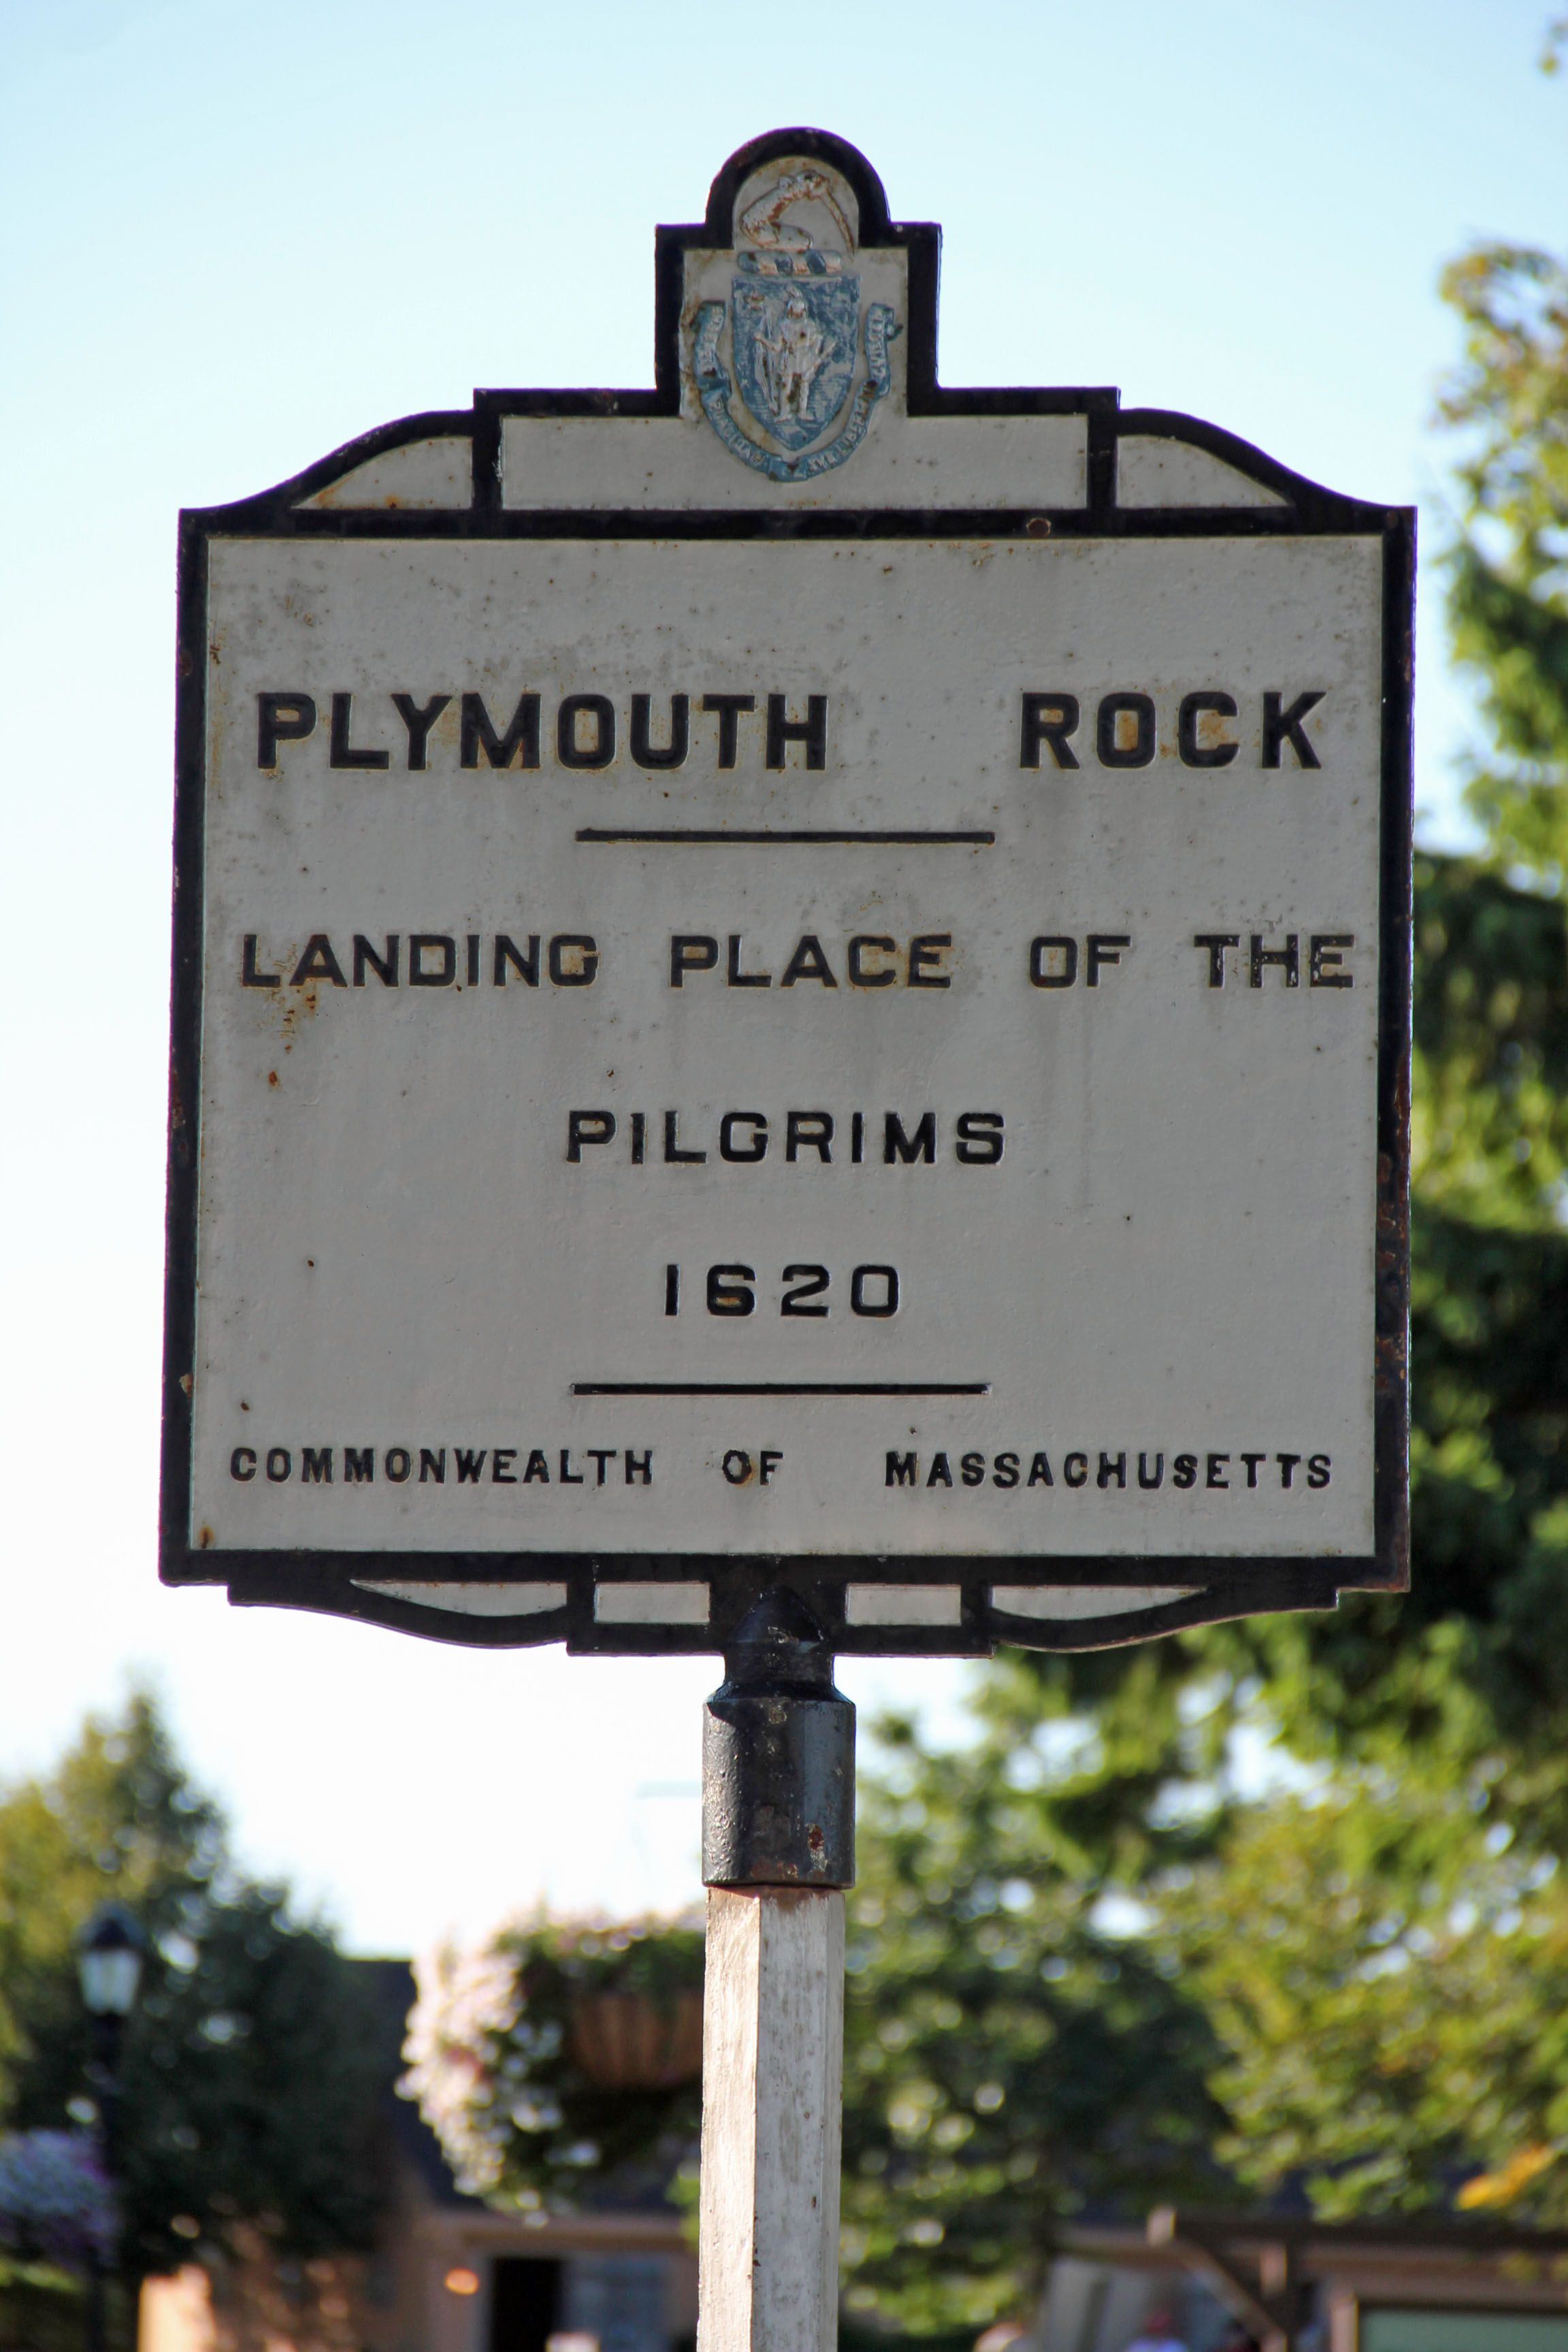 PLYMOUTH ROCK
LANDING PLACE OF THE
PILGRIMS
1620
COMMONWEALTH OF MASSACHUSETTS